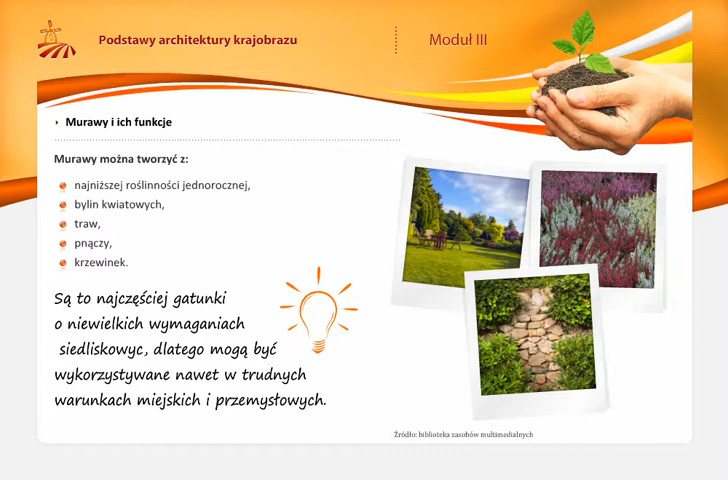 Podstawy architektury krajobrazu
Moduł III
Murawy i ich funkcje
Murawy można tworzyć z:
najniższej roślinności jednorocznej,
bylin kwiatowych,
traw,
pnączy,
krzewinek.
Są to najczęściej gatunki
o niewielkich wymaganiach
siedliskowyc, dlatego mogą być
wykorzystywane nawet w trudnych
warunkach miejskich i przemysłowych.
Źródło: biblioteka zasobów multimedialnych